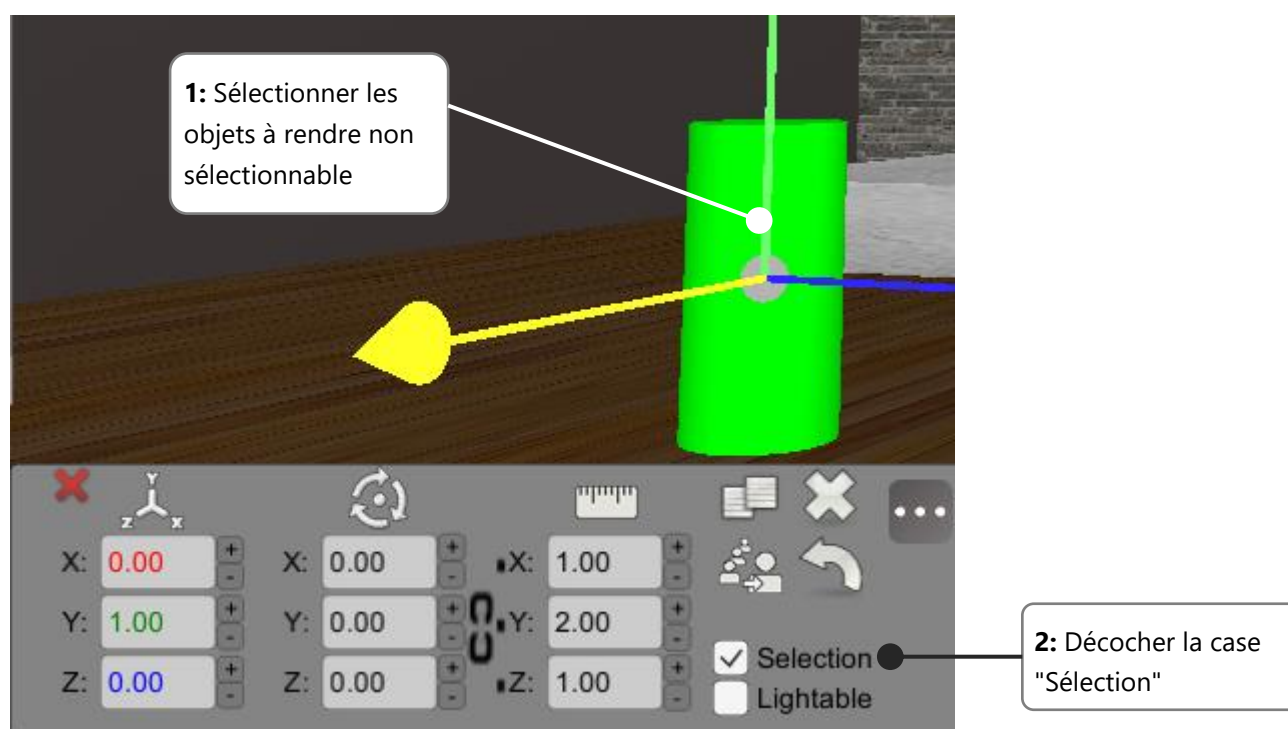 1: Sélectionner les
objets à rendre non
sélectionnable
Y
Z X
X: 0.00 + - X: 0.00 + - X: 1.00 + -
Y: 1.00 + - Y: 0.00 + - Y: 2.00 + -
Z: 0.00 + - Z: 0.00 + - Z: 1.00 + -
Selection
Lightable
2: Décocher la case
"Sélection"